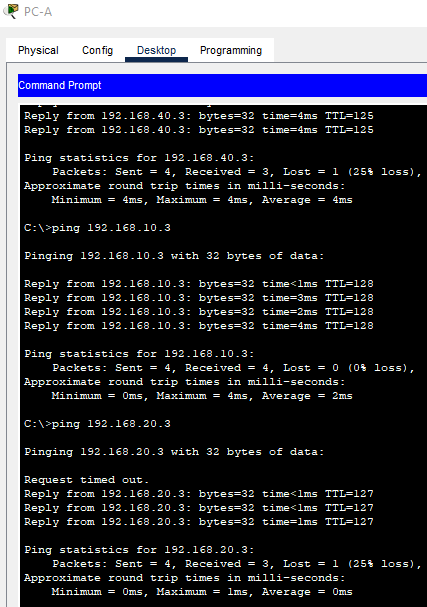 PC-A
Physical Config Desktop Programming
Command Prompt
Reply from 192.168.40.3: bytes=32 time=4ms TTL=125
Reply from 192.168.40.3: bytes=32 time=4ms TTL=125
Ping statistics for 192.168.40.3:
Packets: Sent = 4, Received = 3, Lost = 1 (25% loss),
Approximate round trip times in milli-seconds:
Minimum = 4ms, Maximum = 4ms, Average = 4ms
C:\>ping 192.168.10.3
Pinging 192.168.10.3 with 32 bytes of data:
Reply from 192.168.10.3: bytes=32 time<1ms TTL=128
Reply from 192.168.10.3: bytes=32 time=3ms TTL=128
Reply from 192.168.10.3: bytes=32 time=2ms TTL=128
Reply from 192.168.10.3: bytes=32 time=4ms TTL=128
Ping statistics for 192.168.10.3:
Packets: Sent = 4, Received = 4, Lost = 0 (0% loss),
Approximate round trip times in milli-seconds:
Minimum = 0ms, Maximum = 4ms, Average = 2ms
C:\>ping 192.168.20.3
Pinging 192.168.20.3 with 32 bytes of data:
Request timed out.
Reply from 192.168.20.3: bytes=32 time<1ms TTL=127
Reply from 192.168.20.3: bytes=32 time<1ms TTL=127
Reply from 192.168.20.3: bytes=32 time=1ms TTL=127
Ping statistics for 192.168.20.3:
Packets: Sent = 4, Received = 3, Lost = 1 (25% loss),
Approximate round trip times in milli-seconds:
Minimum = 0ms, Maximum = 1ms, Average = 0ms